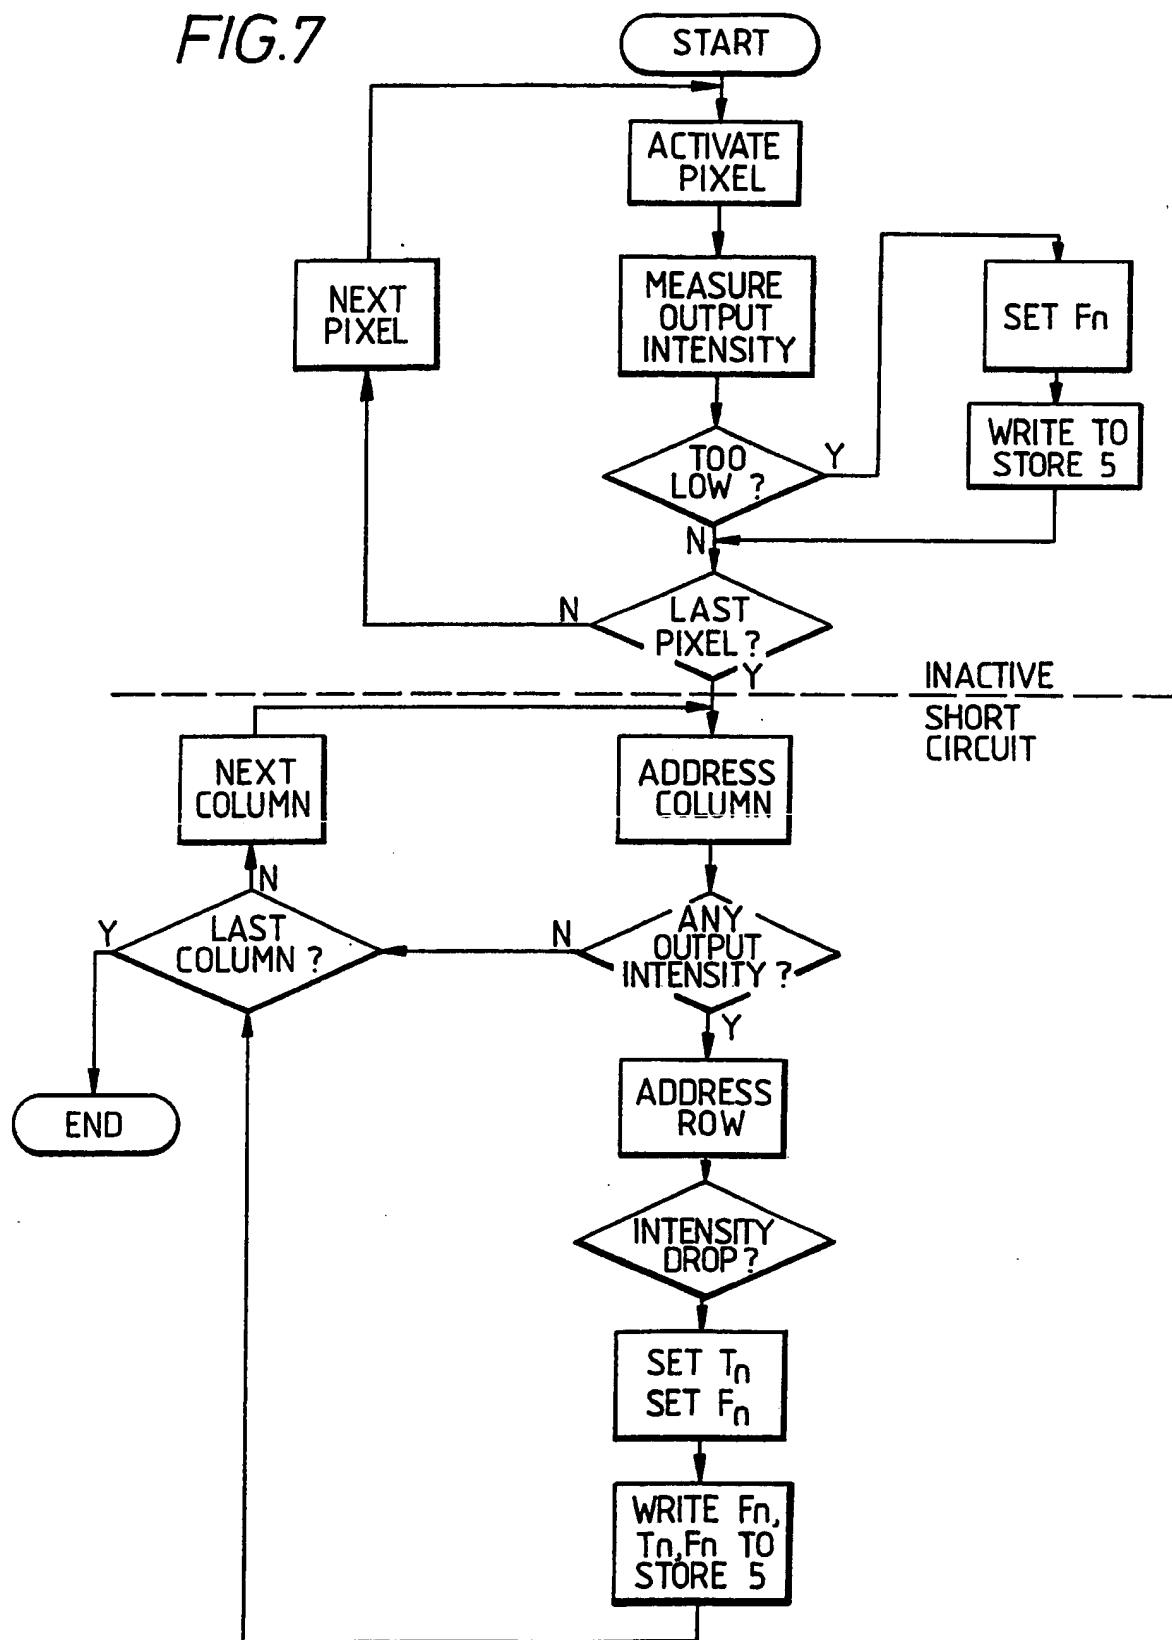 FIG.7
START
ACTIVATE
PIXEL
MEASURE
OUTPUT
INTENSITY
NEXT
PIXEL
SET Fn
WRITE TO
STORE 5
TOO
LOW ?
Y
N
LAST
PIXEL ?
N
Y
INACTIVE
SHORT
CIRCUIT
NEXT
COLUMN
ADDRESS
COLUMN
N
Y
LAST
COLUMN ?
N
ANY
OUTPUT
INTENSITY ?
Y
END
ADDRESS
ROW
INTENSITY
DROP ?
SET Tn
SET Fn
WRITE Fn,
Tn,Fn TO
STORE 5